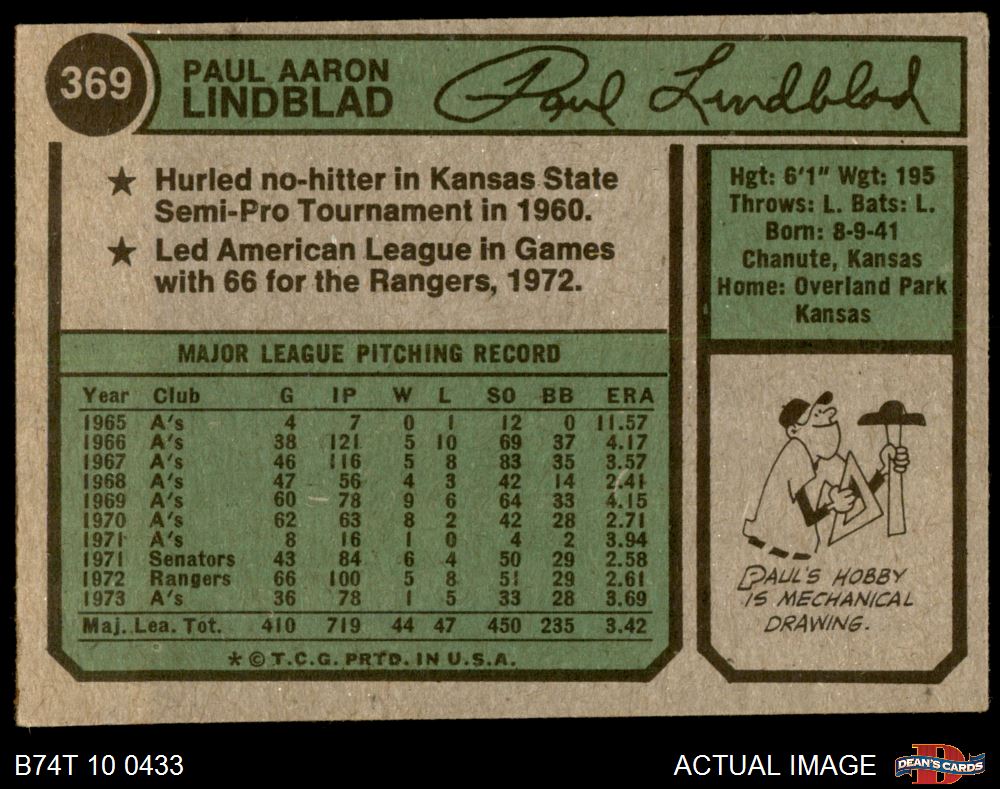 369
PAUL AARON
LINDBLAD
Paul Lindblad
★ Hurled no-hitter in Kansas State
Semi-Pro Tournament in 1960.
★ Led American League in Games
with 66 for the Rangers, 1972.
Hgt: 6'1" Wgt: 195
Throws: L. Bats: L.
Born: 8-9-41
Chanute, Kansas
Home: Overland Park
Kansas
MAJOR LEAGUE PITCHING RECORD
Year Club G IP W L SO BB ERA
1965 A's 4 7 0 1 12 0 11.57
1966 A's 38 121 5 10 69 37 4.17
1967 A's 46 116 5 8 83 35 3.57
1968 A's 47 56 4 3 42 14 2.41
1969 A's 60 78 9 6 64 33 4.15
1970 A's 62 63 8 2 42 28 2.71
1971 A's 8 16 1 0 4 2 3.94
1971 Senators 43 84 6 4 50 29 2.58
1972 Rangers 66 100 5 8 51 29 2.61
1973 A's 36 78 1 5 33 28 3.69
Maj. Lea. Tot. 410 719 44 47 450 235 3.42
* © T.C.G. PRTD. IN U.S.A.
PAUL'S HOBBY
IS MECHANICAL
DRAWING.
B74T 10 0433
ACTUAL IMAGE
DEAN'S CARDS